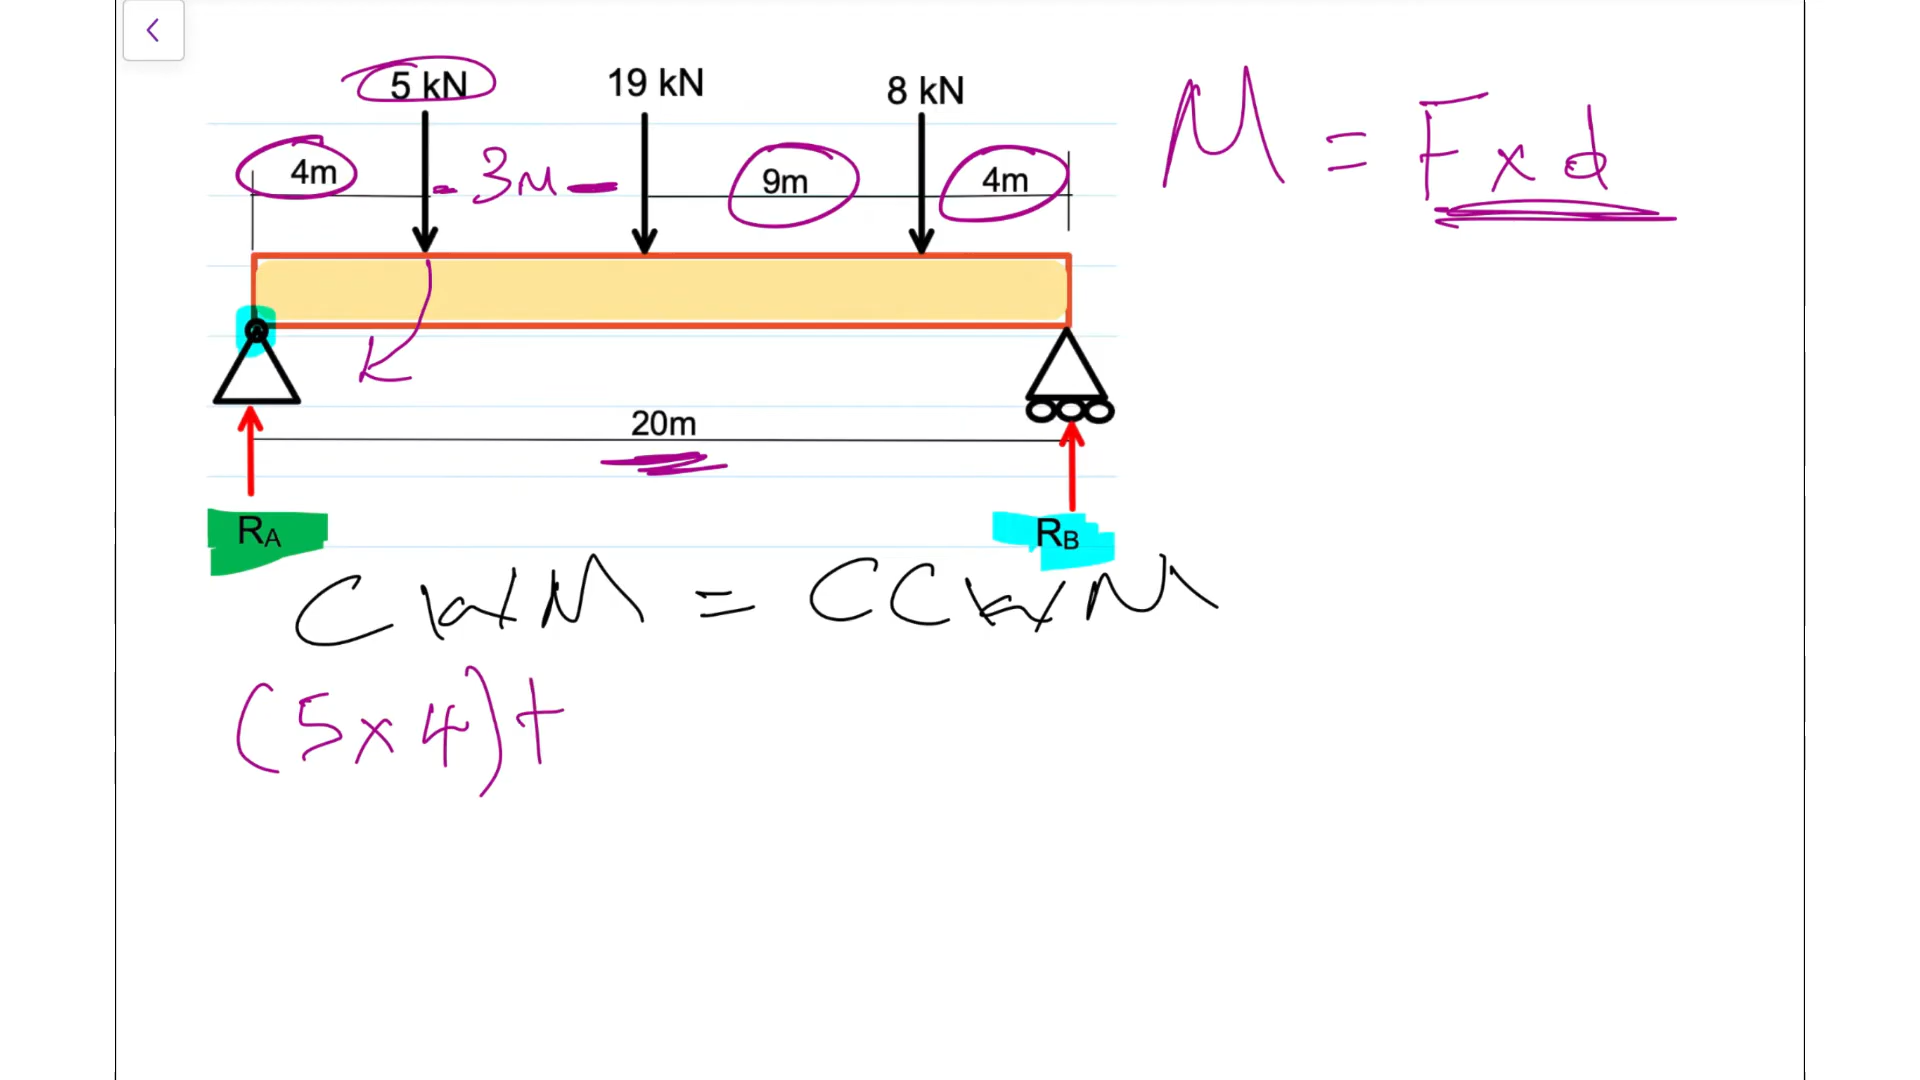 5 kN 19 kN 8 kN
M = F x d
4m - 3M - 9m 4m
20m
RA RB
CWM = CCWM
(5x4)+